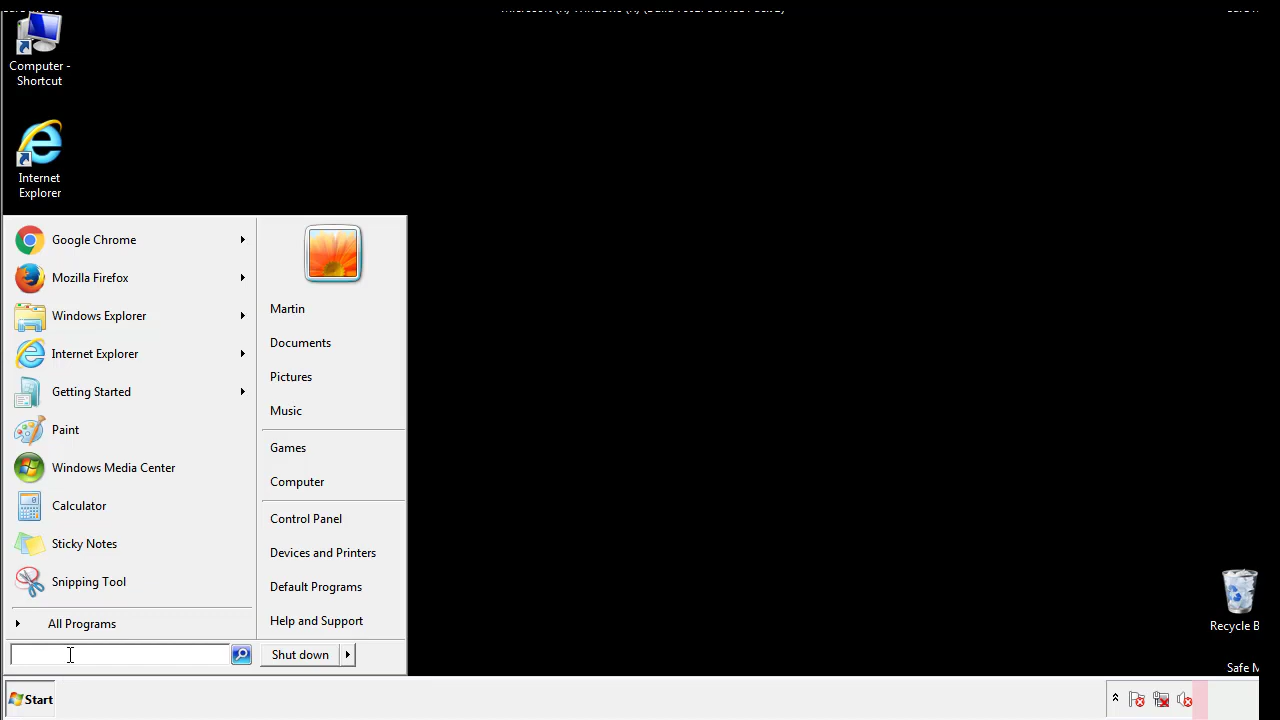 Computer -
Shortcut
Internet
Explorer
Google Chrome
Mozilla Firefox
Windows Explorer
Internet Explorer
Getting Started
Paint
Windows Media Center
Calculator
Sticky Notes
Snipping Tool
All Programs
Martin
Documents
Pictures
Music
Games
Computer
Control Panel
Devices and Printers
Default Programs
Help and Support
Shut down
Recycle B
Safe M
Start